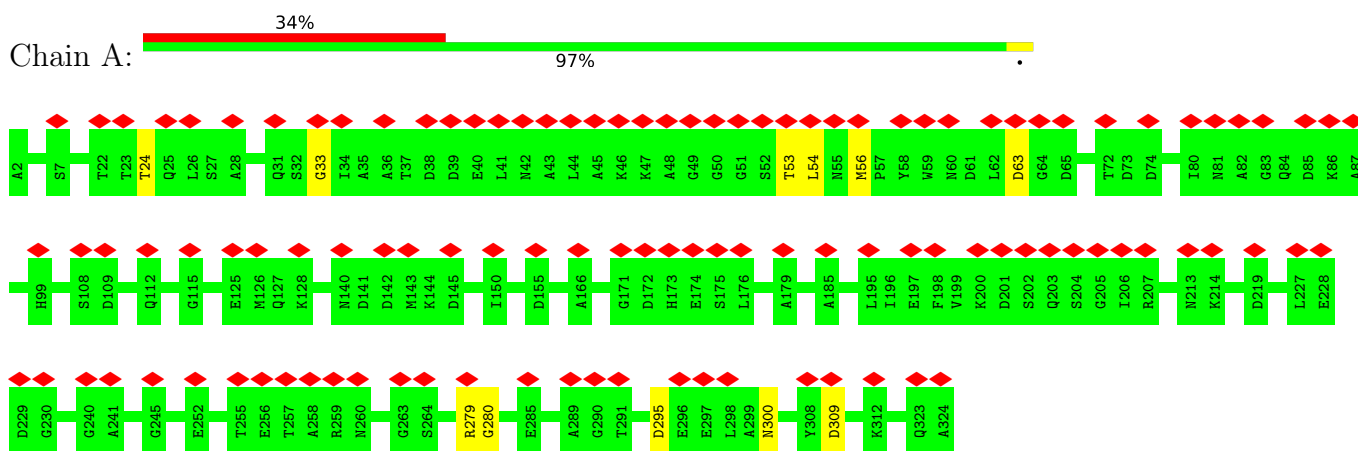 34%
Chain A:
97%
.
A2 S7 T22 T23 T24 Q25 L26 S27 A28 Q31 S32 G33 I34 A35 A36 T37 D38 D39 E40 L41 N42 A43 L44 A45 K46 K47 A48 G49 G50 G51 S52 T53 L54 N55 M56 P57 Y58 W59 N60 D61 L62 D63 G64 D65 T72 D73 D74 I80 N81 A82 G83 Q84 D85 K86 A87
H99 S108 D109 Q112 G115 E125 M126 Q127 K128 N140 D141 D142 M143 K144 D145 I150 D155 A166 G171 D172 H173 E174 S175 L176 A179 A185 L195 I196 E197 F198 V199 K200 D201 S202 Q203 S204 G205 I206 R207 N213 K214 D219 L227 E228
D229 G230 G240 A241 G245 E252 T255 E256 T257 A258 R259 N260 G263 S264 R279 G280 E285 A289 G290 T291 D295 E296 E297 L298 A299 N300 Y308 D309 K312 Q323 A324